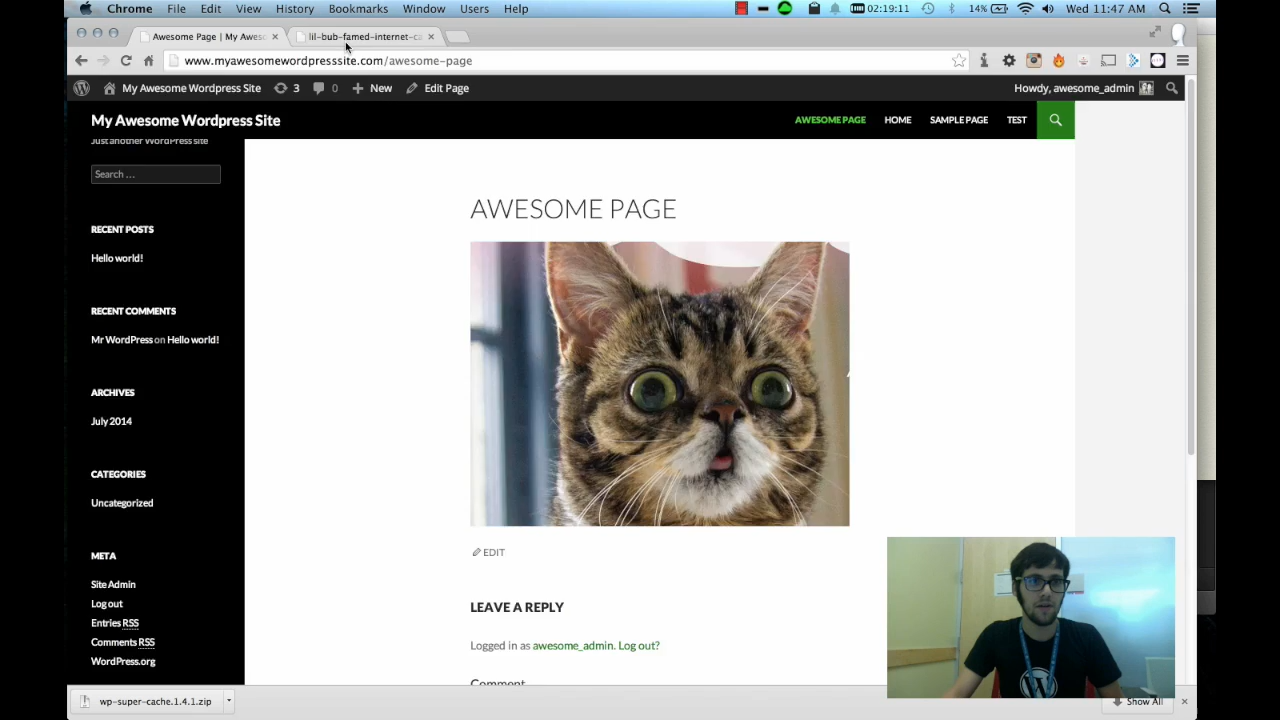 Chrome File Edit View History Bookmarks Window Users Help 02:19:11 14% Wed 11:47 AM
Awesome Page | My Aweso lil-bub-famed-internet-ca
www.myawesomewordpresssite.com/awesome-page
My Awesome Wordpress Site 3 0 New Edit Page Howdy, awesome_admin
My Awesome Wordpress Site AWESOME PAGE HOME SAMPLE PAGE TEST
Just another WordPress site
Search …
AWESOME PAGE
RECENT POSTS
Hello world!
RECENT COMMENTS
Mr WordPress on Hello world!
ARCHIVES
July 2014
CATEGORIES
Uncategorized
META
Site Admin
Log out
Entries RSS
Comments RSS
WordPress.org
EDIT
LEAVE A REPLY
Logged in as awesome_admin. Log out?
Comment
wp-super-cache.1.4.1.zip Show All